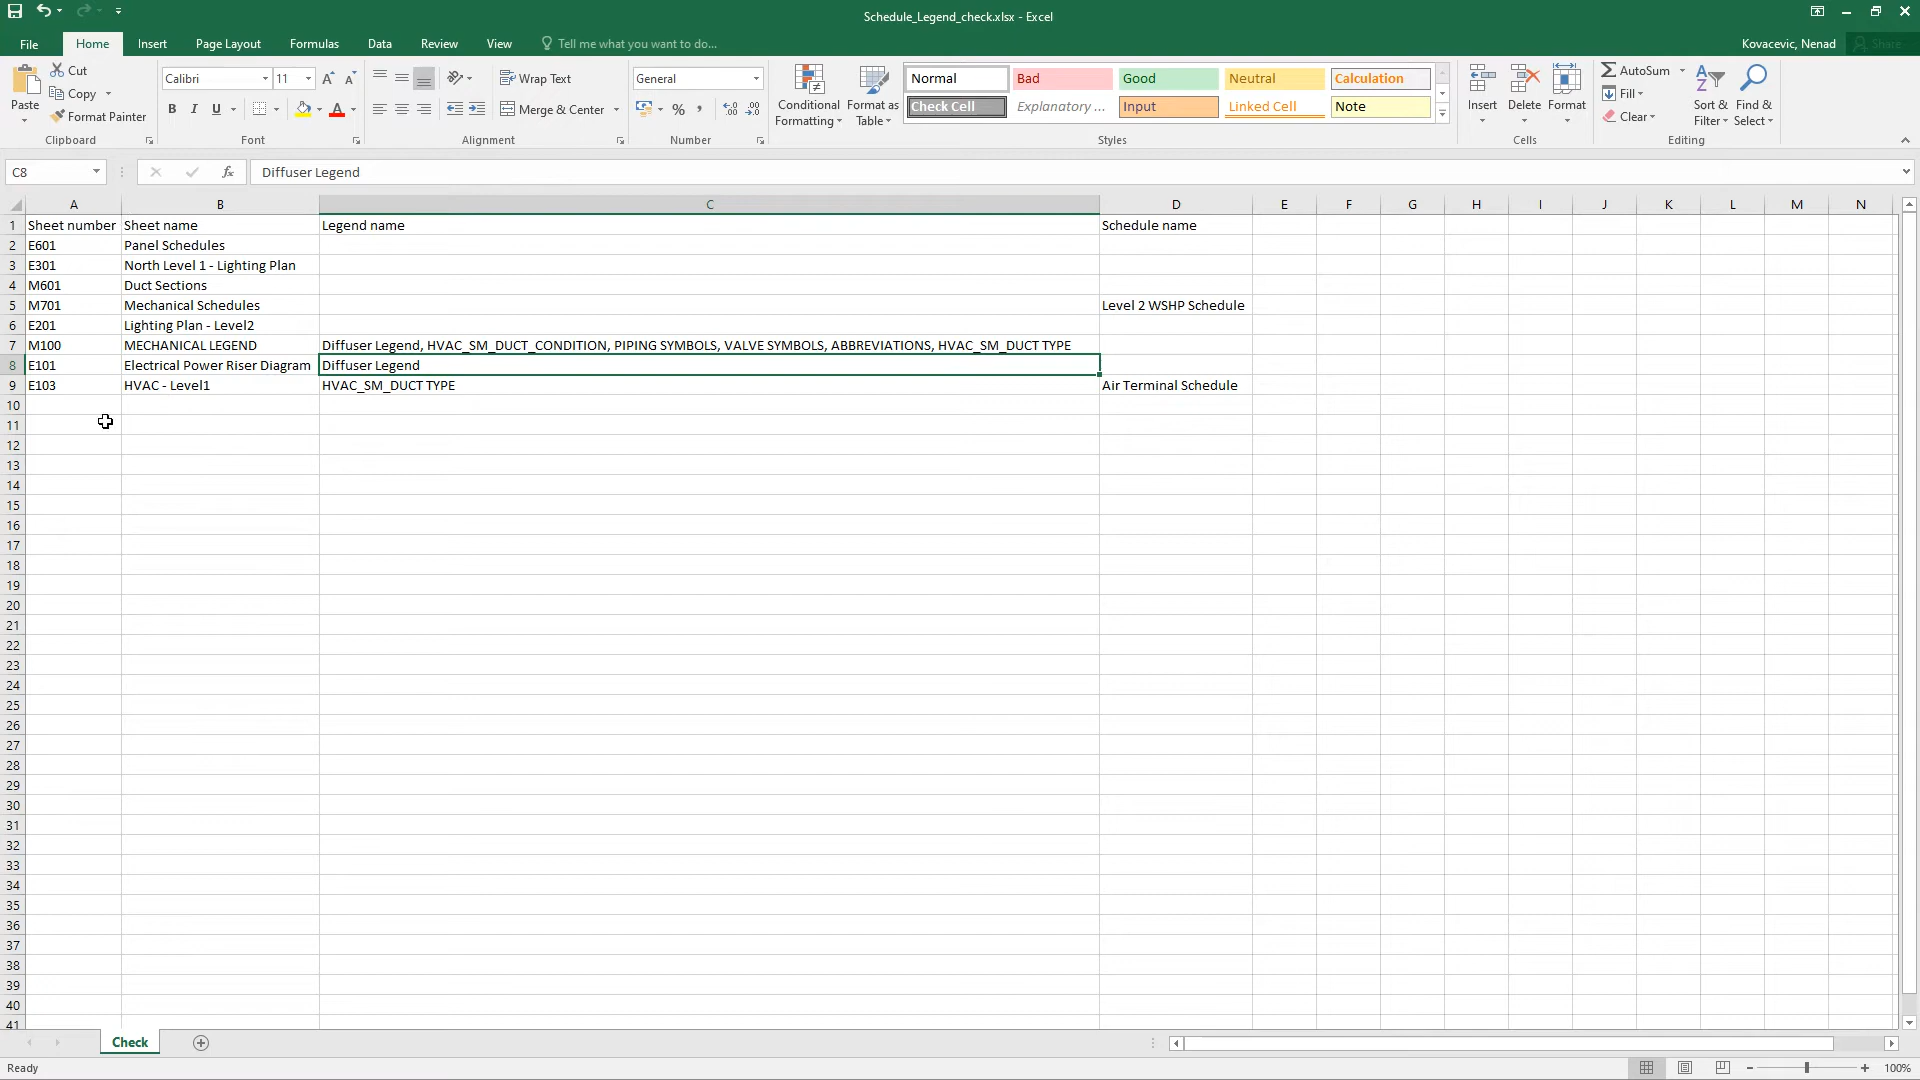 Schedule_Legend_check.xlsx - Excel
File Home Insert Page Layout Formulas Data Review View Tell me what you want to do... Kovacevic, Nenad Share
Paste
Cut
Copy
Format Painter
Clipboard
Calibri 11
B I U
Font
Wrap Text
Merge & Center
Alignment
General
%
Number
Conditional Formatting
Format as Table
Normal Bad Good Neutral Calculation
Check Cell Explanatory ... Input Linked Cell Note
Styles
Insert Delete Format
Cells
AutoSum
Fill
Clear
Sort & Filter
Find & Select
Editing
C8 fx Diffuser Legend
A B C D E F G H I J K L M N
1 Sheet number Sheet name Legend name Schedule name
2 E601 Panel Schedules
3 E301 North Level 1 - Lighting Plan
4 M601 Duct Sections
5 M701 Mechanical Schedules Level 2 WSHP Schedule
6 E201 Lighting Plan - Level2
7 M100 MECHANICAL LEGEND Diffuser Legend, HVAC_SM_DUCT_CONDITION, PIPING SYMBOLS, VALVE SYMBOLS, ABBREVIATIONS, HVAC_SM_DUCT TYPE
8 E101 Electrical Power Riser Diagram Diffuser Legend
9 E103 HVAC - Level1 HVAC_SM_DUCT TYPE Air Terminal Schedule
10
11
12
13
14
15
16
17
18
19
20
21
22
23
24
25
26
27
28
29
30
31
32
33
34
35
36
37
38
39
40
41
Check
Ready 100%